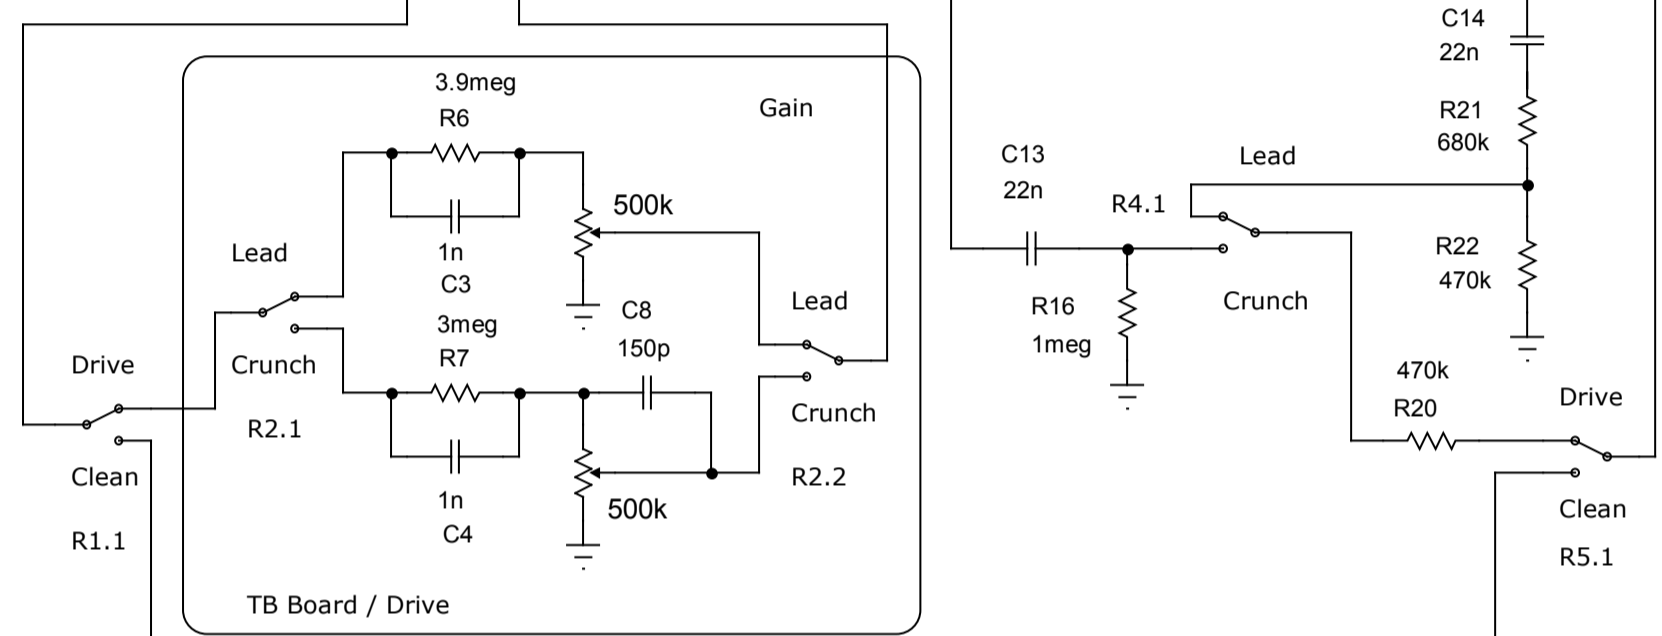 3.9meg
R6
Gain
500k
1n
C3
Lead
3meg
R7
C8
150p
Lead
Drive
Crunch
R2.1
Crunch
R2.2
Clean
1n
C4
500k
R1.1
TB Board / Drive
C14
22n
R21
680k
C13
22n
Lead
R4.1
R22
470k
R16
1meg
Crunch
470k
R20
Drive
Clean
R5.1